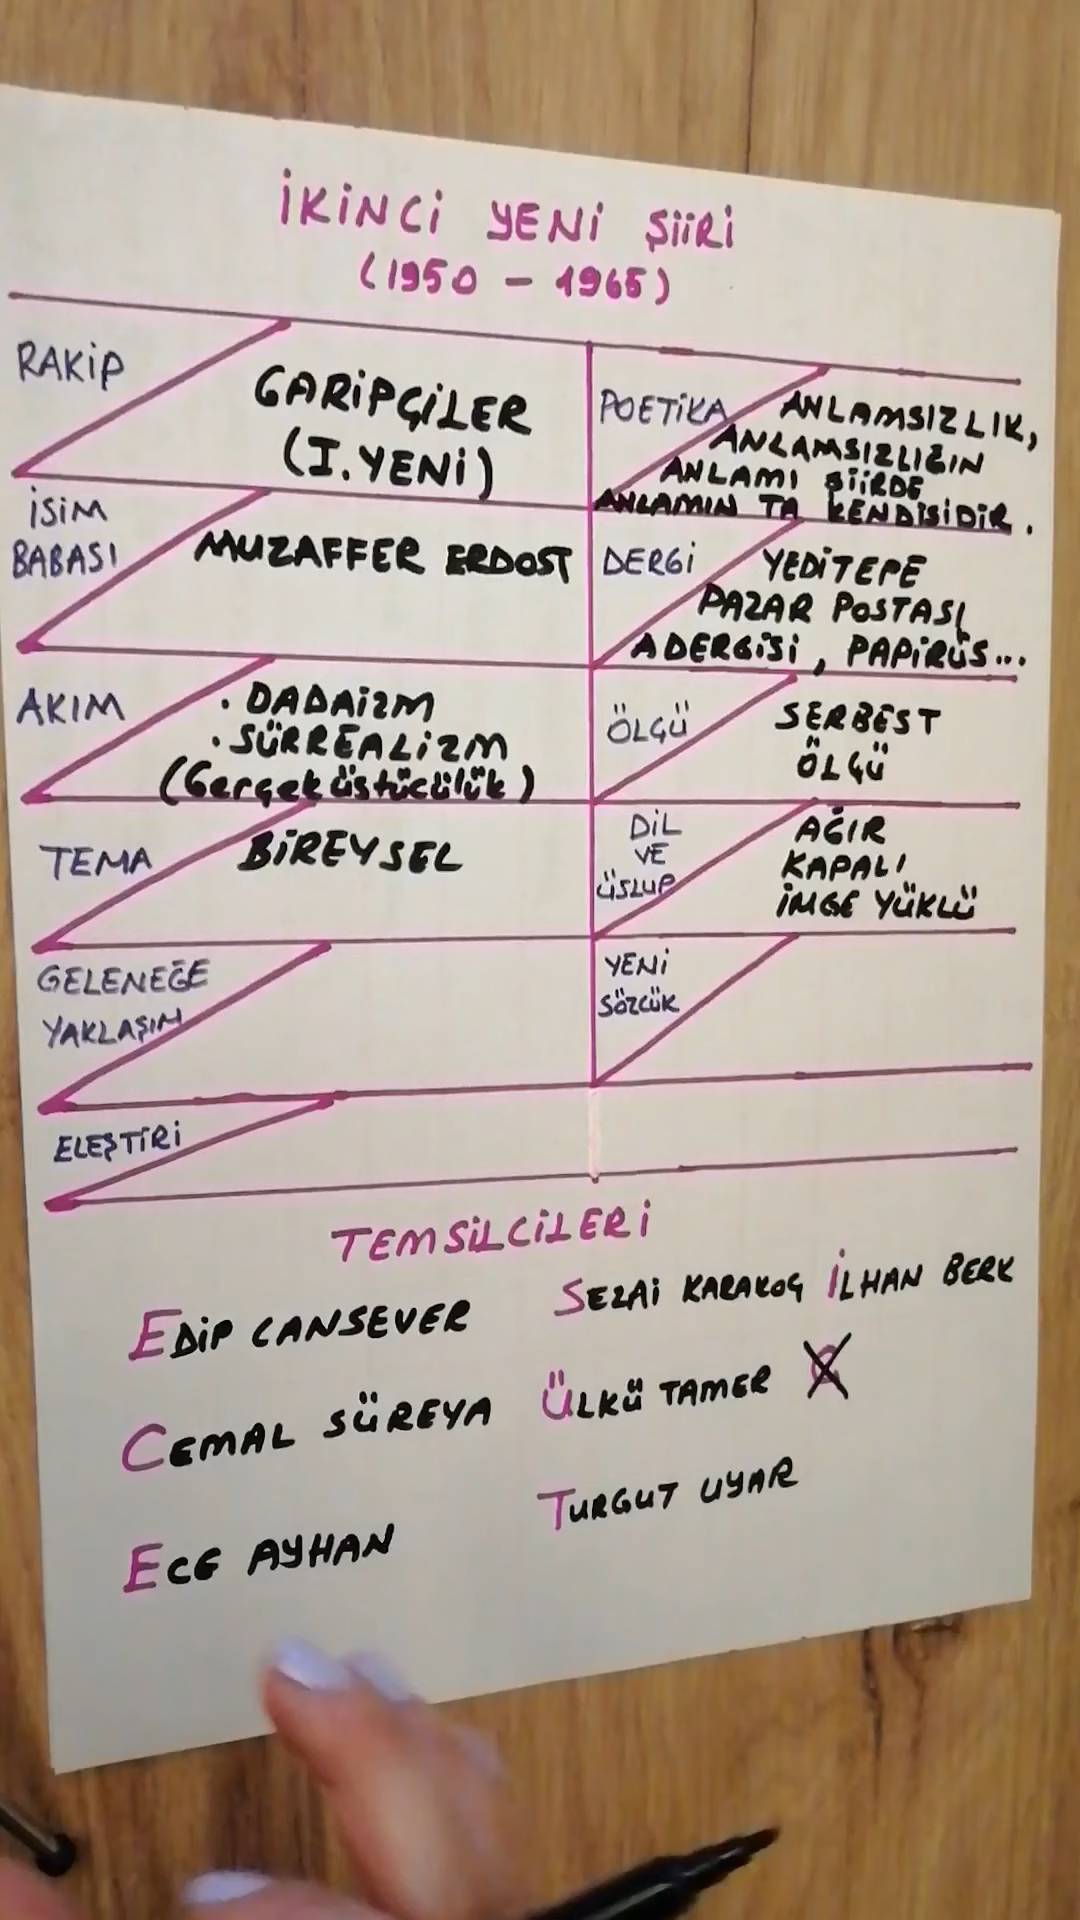 İKİNCİ YENİ ŞİİRİ
(1950 - 1965)
RAKİP
GARİPÇİLER
(I. YENİ)
İSİM
BABASI
MUZAFFER ERDOST
AKIM
. DADAİZM
. SÜRREALİZM
(Gerçeküstücülük)
TEMA
BİREYSEL
GELENEĞE
YAKLAŞIM
ELEŞTİRİ
POETİKA
ANLAMSIZLIK,
ANLAMSIZLIĞIN
ANLAMI ŞİİRDE
ANLAMIN TA KENDİSİDİR.
DERGİ
YEDİTEPE
PAZAR POSTASI,
A DERGİSİ, PAPİRÜS...
ÖLÇÜ
SERBEST
ÖLÇÜ
DİL
VE
ÜSLUP
AĞIR
KAPALI
İMGE YÜKLÜ
YENİ
SÖZCÜK
TEMSİLCİLERİ
EDİP CANSEVER
CEMAL SÜREYA
ECE AYHAN
SEZAİ KARAKOÇ İLHAN BERK
ÜLKÜ TAMER
TURGUT UYAR